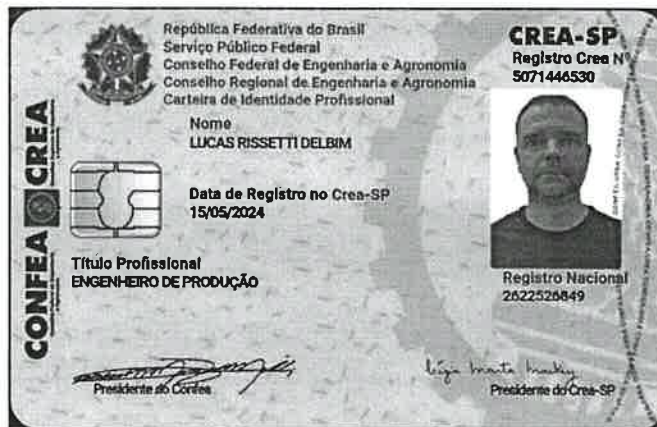 República Federativa do Brasil
Serviço Público Federal
Conselho Federal de Engenharia e Agronomia
Conselho Regional de Engenharia e Agronomia
Carteira de Identidade Profissional
CREA-SP
Registro Crea Nº
5071446530
Nome
LUCAS RISSETTI DELBIM
Data de Registro no Crea-SP
15/05/2024
Título Profissional
ENGENHEIRO DE PRODUÇÃO
Registro Nacional
2622526849
CONFEA CREA
Presidente do Confea
Presidente do Crea-SP